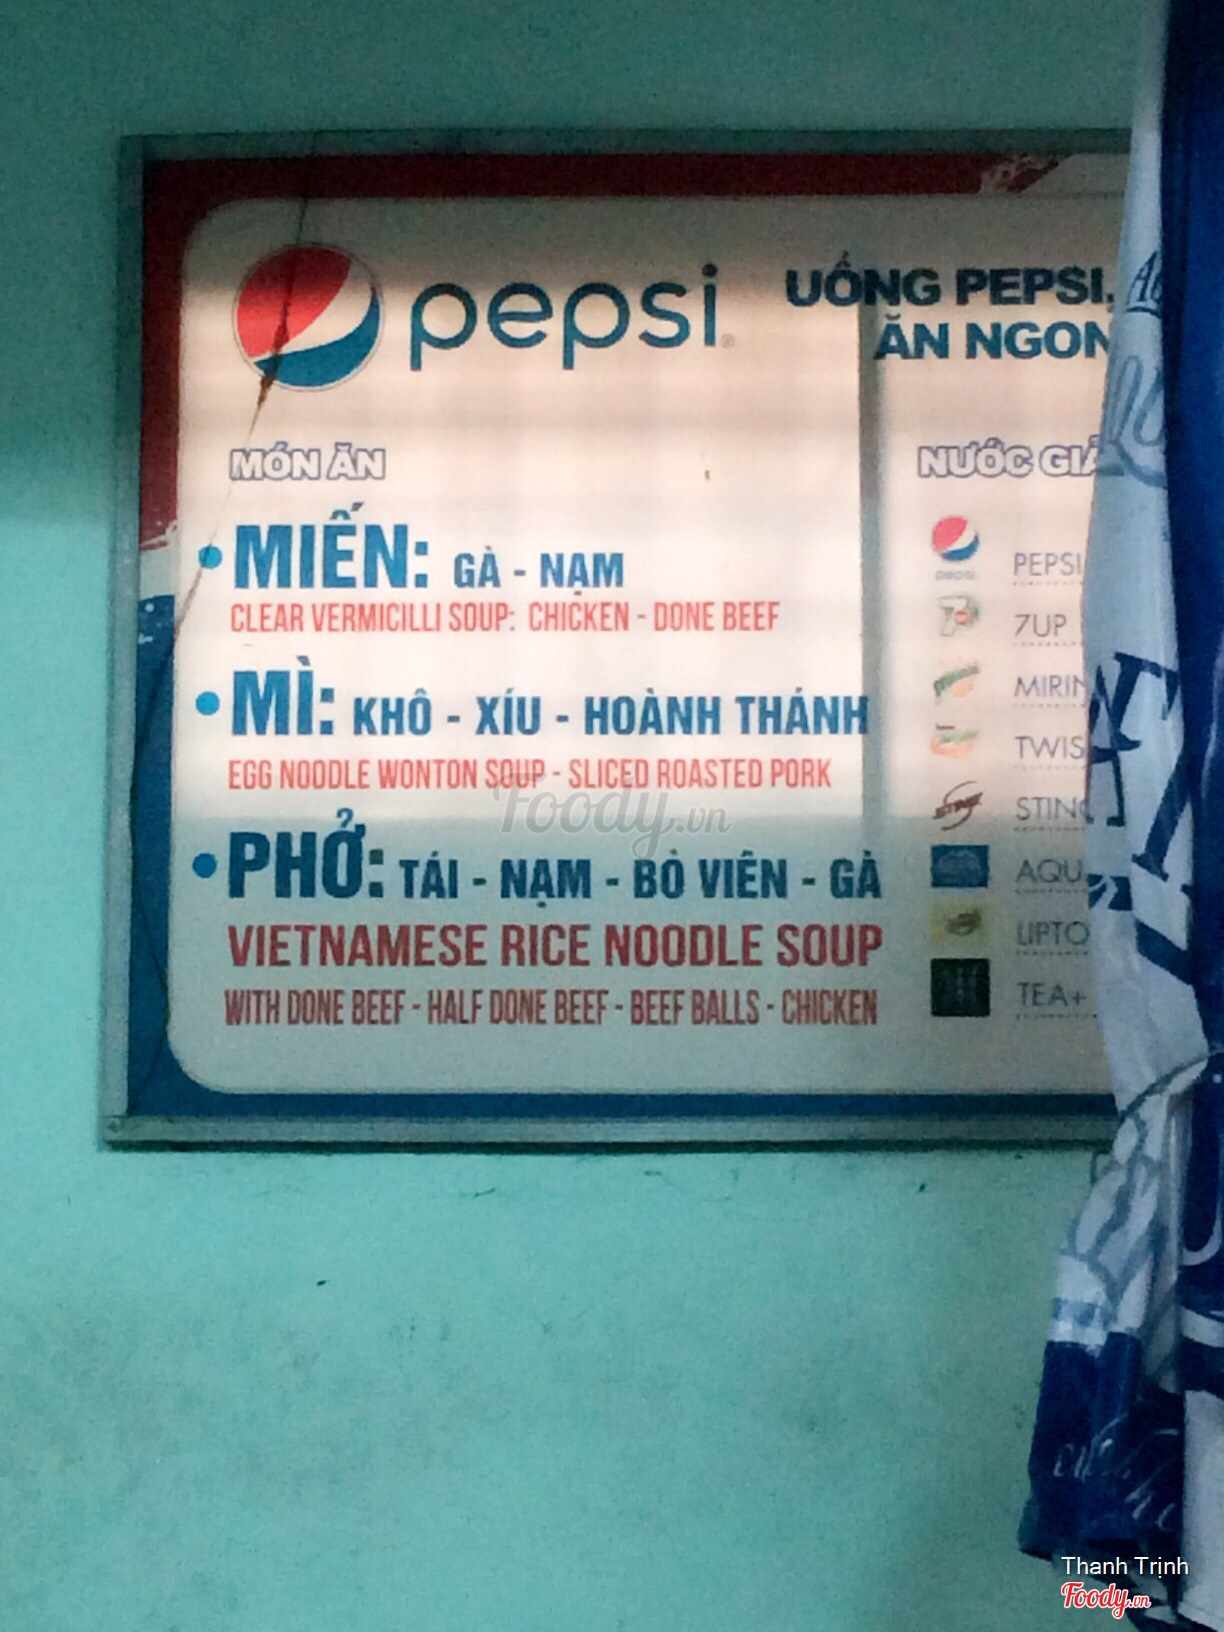 pepsi
UỐNG PEPSI,
ĂN NGON
MÓN ĂN
• MIẾN: GÀ - NẠM
CLEAR VERMICILLI SOUP: CHICKEN - DONE BEEF
• MÌ: KHÔ - XÍU - HOÀNH THÁNH
EGG NOODLE WONTON SOUP - SLICED ROASTED PORK
• PHỞ: TÁI - NẠM - BÒ VIÊN - GÀ
VIETNAMESE RICE NOODLE SOUP
WITH DONE BEEF - HALF DONE BEEF - BEEF BALLS - CHICKEN
NƯỚC GIẢ
PEPSI
7UP
MIRIN
TWIS
STING
AQU
LIPTO
TEA+
Foody.vn
Thanh Trịnh
Foody.vn